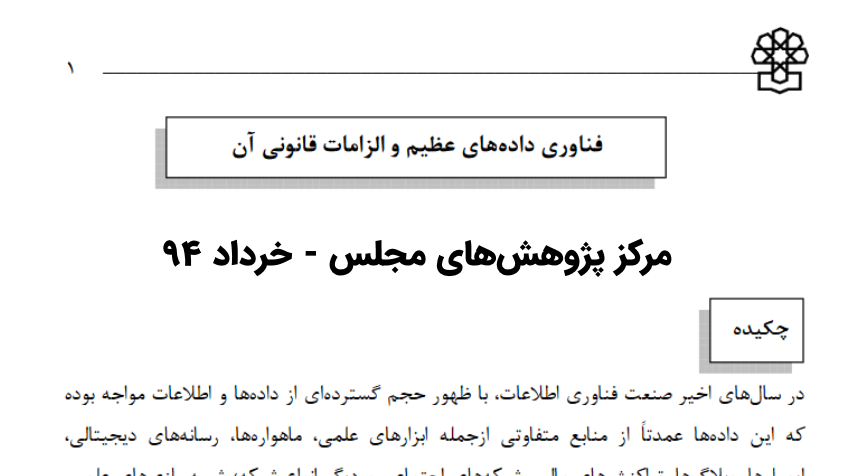 ۱
فناوری داده‌های عظیم و الزامات قانونی آن
مرکز پژوهش‌های مجلس - خرداد ۹۴
چکیده
در سال‌های اخیر صنعت فناوری اطلاعات، با ظهور حجم گسترده‌ای از داده‌ها و اطلاعات مواجه بوده
که این داده‌ها عمدتاً از منابع متفاوتی ازجمله ابزارهای علمی، ماهواره‌ها، رسانه‌های دیجیتالی،